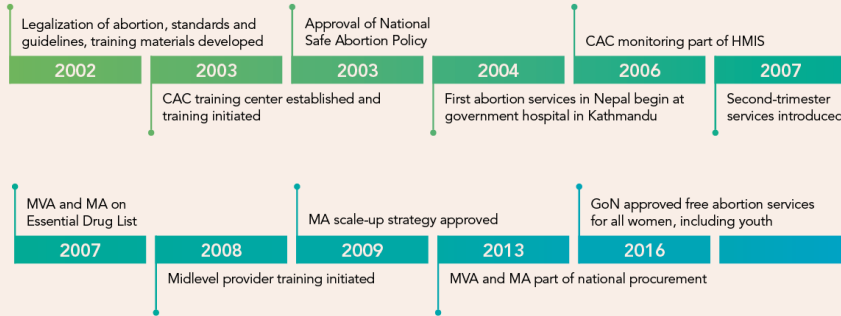 Legalization of abortion, standards and
guidelines, training materials developed
2002
2003
CAC training center established and
training initiated
Approval of National
Safe Abortion Policy
2003
2004
First abortion services in Nepal begin at
government hospital in Kathmandu
CAC monitoring part of HMIS
2006
2007
Second-trimester
services introduced
MVA and MA on
Essential Drug List
2007
2008
Midlevel provider training initiated
MA scale-up strategy approved
2009
2013
MVA and MA part of national procurement
GoN approved free abortion services
for all women, including youth
2016